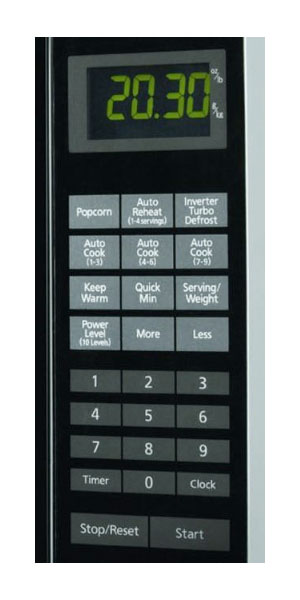 20.30
oz/lb
g/kg
Popcorn
Auto
Reheat
(1-4 servings)
Inverter
Turbo
Defrost
Auto
Cook
(1-3)
Auto
Cook
(4-6)
Auto
Cook
(7-9)
Keep
Warm
Quick
Min
Serving/
Weight
Power
Level
(10 Levels)
More
Less
1 2 3
4 5 6
7 8 9
Timer 0 Clock
Stop/Reset Start